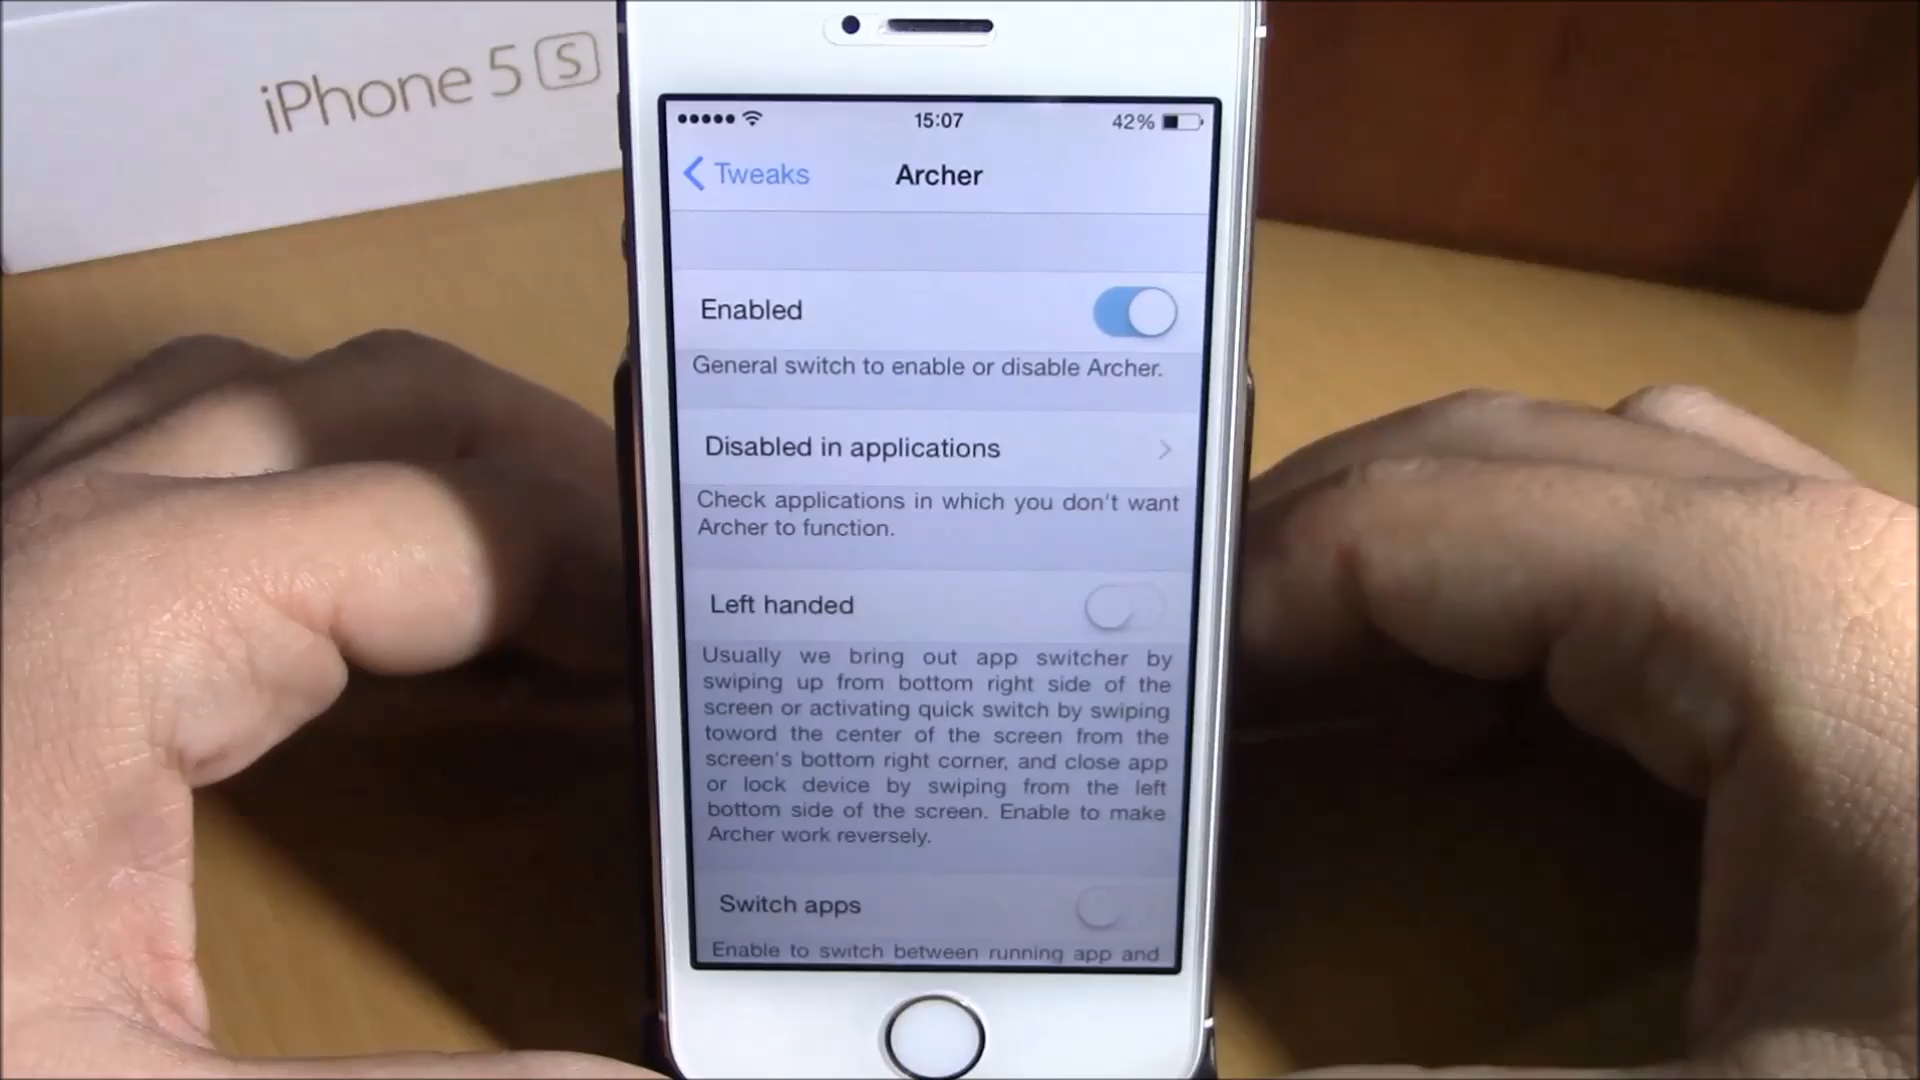 iPhone 5 S
15:07
42%
Tweaks
Archer
Enabled
General switch to enable or disable Archer.
Disabled in applications
Check applications in which you don't want
Archer to function.
Left handed
Usually we bring out app switcher by
swiping up from bottom right side of the
screen or activating quick switch by swiping
toword the center of the screen from the
screen's bottom right corner, and close app
or lock device by swiping from the left
bottom side of the screen. Enable to make
Archer work reversely.
Switch apps
Enable to switch between running app and